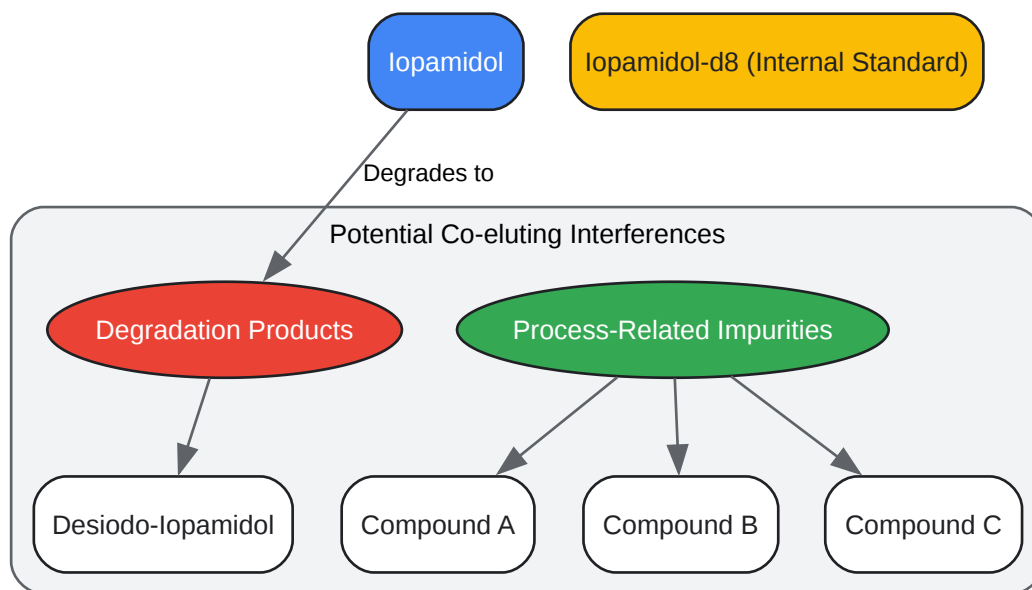 Iopamidol
Iopamidol-d8 (Internal Standard)
Degrades to
Potential Co-eluting Interferences
Degradation Products
Process-Related Impurities
Desiodo-Iopamidol
Compound A
Compound B
Compound C